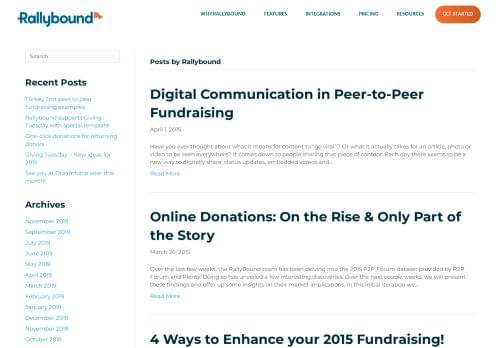 Rallybound
WHY RALLYBOUND
FEATURES
INTEGRATIONS
PRICING
RESOURCES
GET STARTED
Search
Recent Posts
Turkey Trot peer to peer
fundraising examples
Rallybound supports Giving
Tuesday with special template
One-click donations for returning
donors
Giving Tuesday - New ideas for
2019
See you at Dreamforce later this
month!
Archives
November 2019
September 2019
July 2019
June 2019
May 2019
April 2019
March 2019
February 2019
January 2019
December 2018
November 2018
October 2018
Posts by Rallybound
Digital Communication in Peer-to-Peer
Fundraising
April 1, 2015
Have you ever thought about what it means for content to "go viral"? Or what it actually takes for an article, photo or
video to be seen everywhere? It comes down to people sharing that piece of content. Each day there seems to be a
new way to digitally share: status updates, embedded videos and...
Read More
Online Donations: On the Rise & Only Part of
the Story
March 26, 2015
Over the last few weeks, the RallyBound team has been delving into the 2015 P2P Forum dataset provided by P2P
Forum and Plenty. Doing so has unveiled a few interesting discoveries. Over the next couple weeks, we will present
these findings and offer up some insights on their market implications. In this initial iteration we...
Read More
4 Ways to Enhance your 2015 Fundraising!